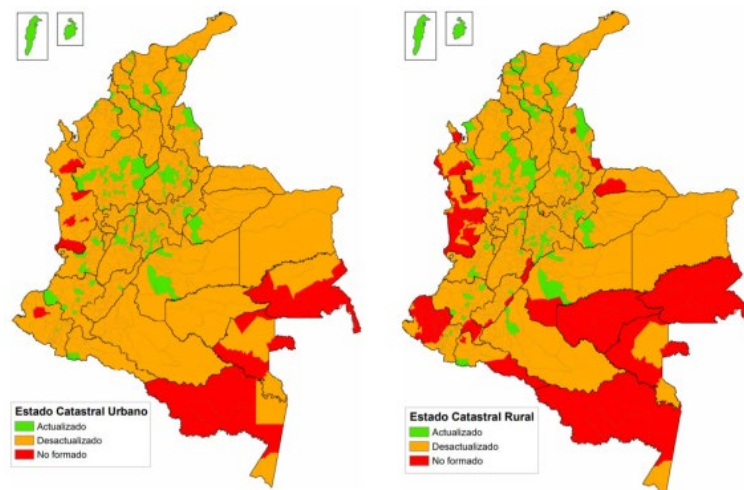 Estado Catastral Urbano
Actualizado
Desactualizado
No formado
Estado Catastral Rural
Actualizado
Desactualizado
No formado